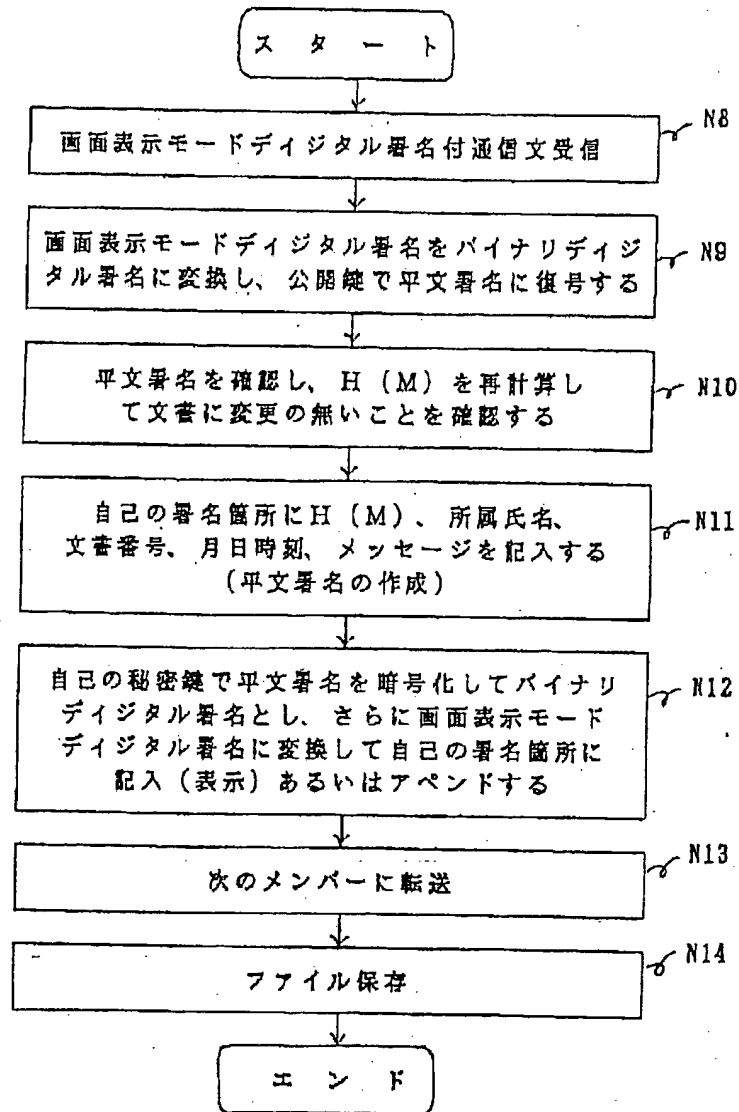 スタート
画面表示モードディジタル署名付通信文受信
N8
画面表示モードディジタル署名をバイナリディジ
タル署名に変換し、公開鍵で平文署名に復号する
N9
平文署名を確認し、H(M)を再計算し
て文書に変更の無いことを確認する
N10
自己の署名箇所にH(M)、所属氏名、
文書番号、月日時刻、メッセージを記入する
(平文署名の作成)
N11
自己の秘密鍵で平文署名を暗号化してバイナリ
ディジタル署名とし、さらに画面表示モード
ディジタル署名に変換して自己の署名箇所に
記入(表示)あるいはアペンドする
N12
次のメンバーに転送
N13
ファイル保存
N14
エンド